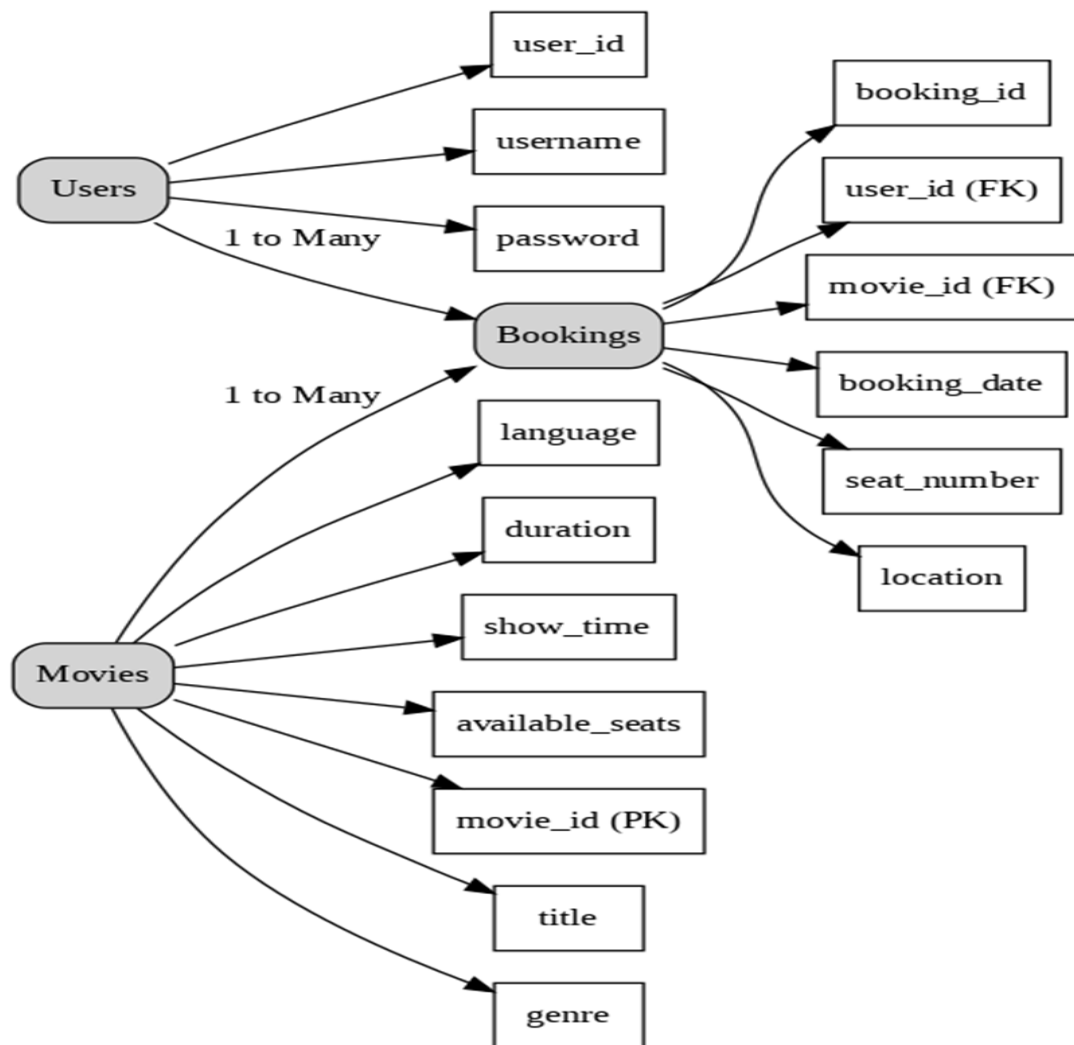 Users
user_id
username
password
1 to Many
Bookings
booking_id
user_id (FK)
movie_id (FK)
booking_date
seat_number
location
1 to Many
Movies
language
duration
show_time
available_seats
movie_id (PK)
title
genre